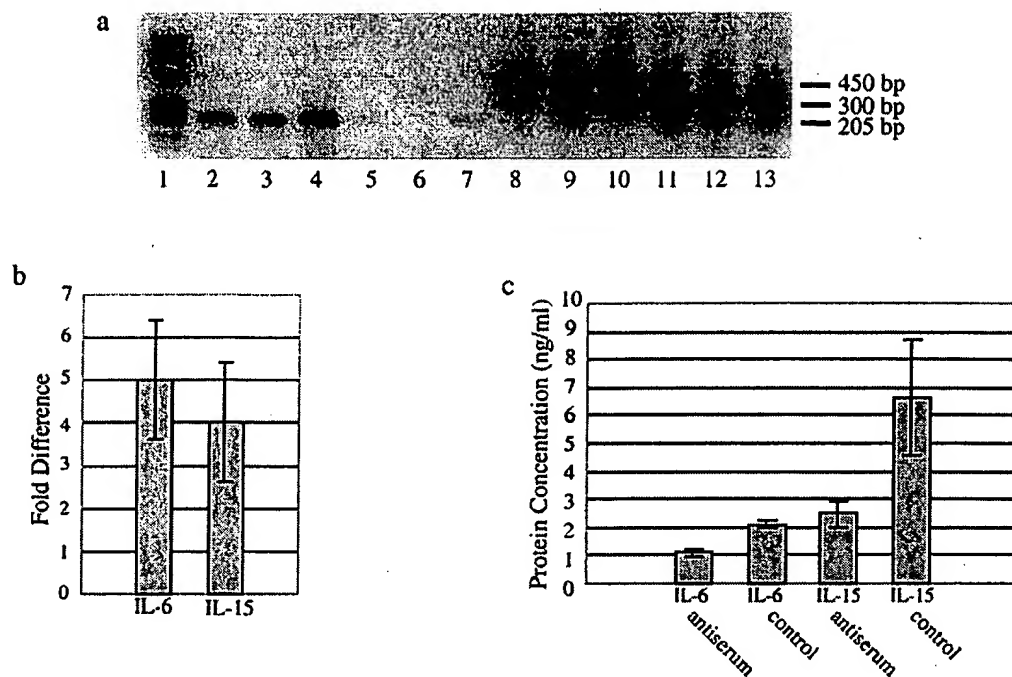 a
450 bp
300 bp
205 bp
1 2 3 4 5 6 7 8 9 10 11 12 13
b
7
6
5
4
3
2
1
0
Fold Difference
IL-6 IL-15
c
10
9
8
7
6
5
4
3
2
1
0
Protein Concentration (ng/ml)
IL-6 IL-6 IL-15 IL-15
antiserum control antiserum control